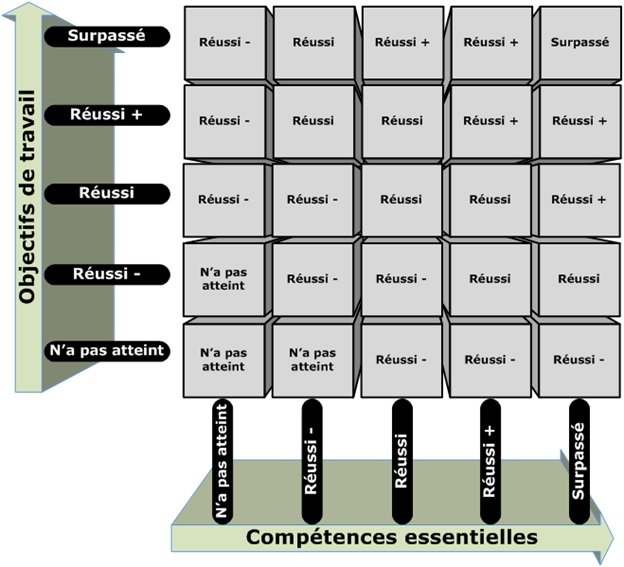 Objectifs de travail
Surpassé
Réussi -
Réussi
Réussi +
Réussi +
Surpassé
Réussi +
Réussi -
Réussi
Réussi
Réussi +
Réussi +
Réussi
Réussi -
Réussi -
Réussi
Réussi
Réussi +
Réussi -
N'a pas
atteint
Réussi -
Réussi -
Réussi
Réussi
N'a pas atteint
N'a pas
atteint
N'a pas
atteint
Réussi -
Réussi -
Réussi -
N'a pas atteint
Réussi -
Réussi
Réussi +
Surpassé
Compétences essentielles